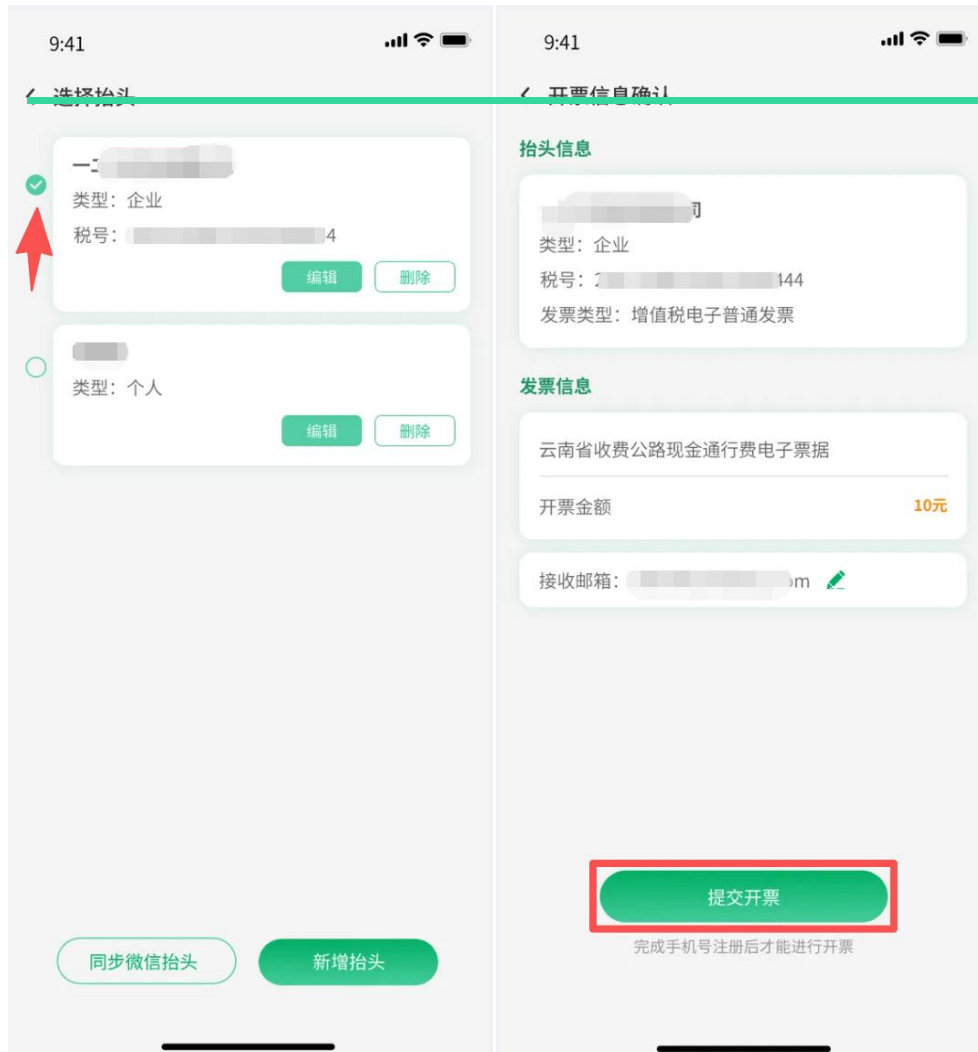 9:41
选择抬头
一
类型：企业
税号：4
编辑 删除
类型：个人
编辑 删除
同步微信抬头 新增抬头
9:41
开票信息确认
抬头信息
司
类型：企业
税号：2 444
发票类型：增值税电子普通发票
发票信息
云南省收费公路现金通行费电子票据
开票金额 10元
接收邮箱：om
提交开票
完成手机号注册后才能进行开票